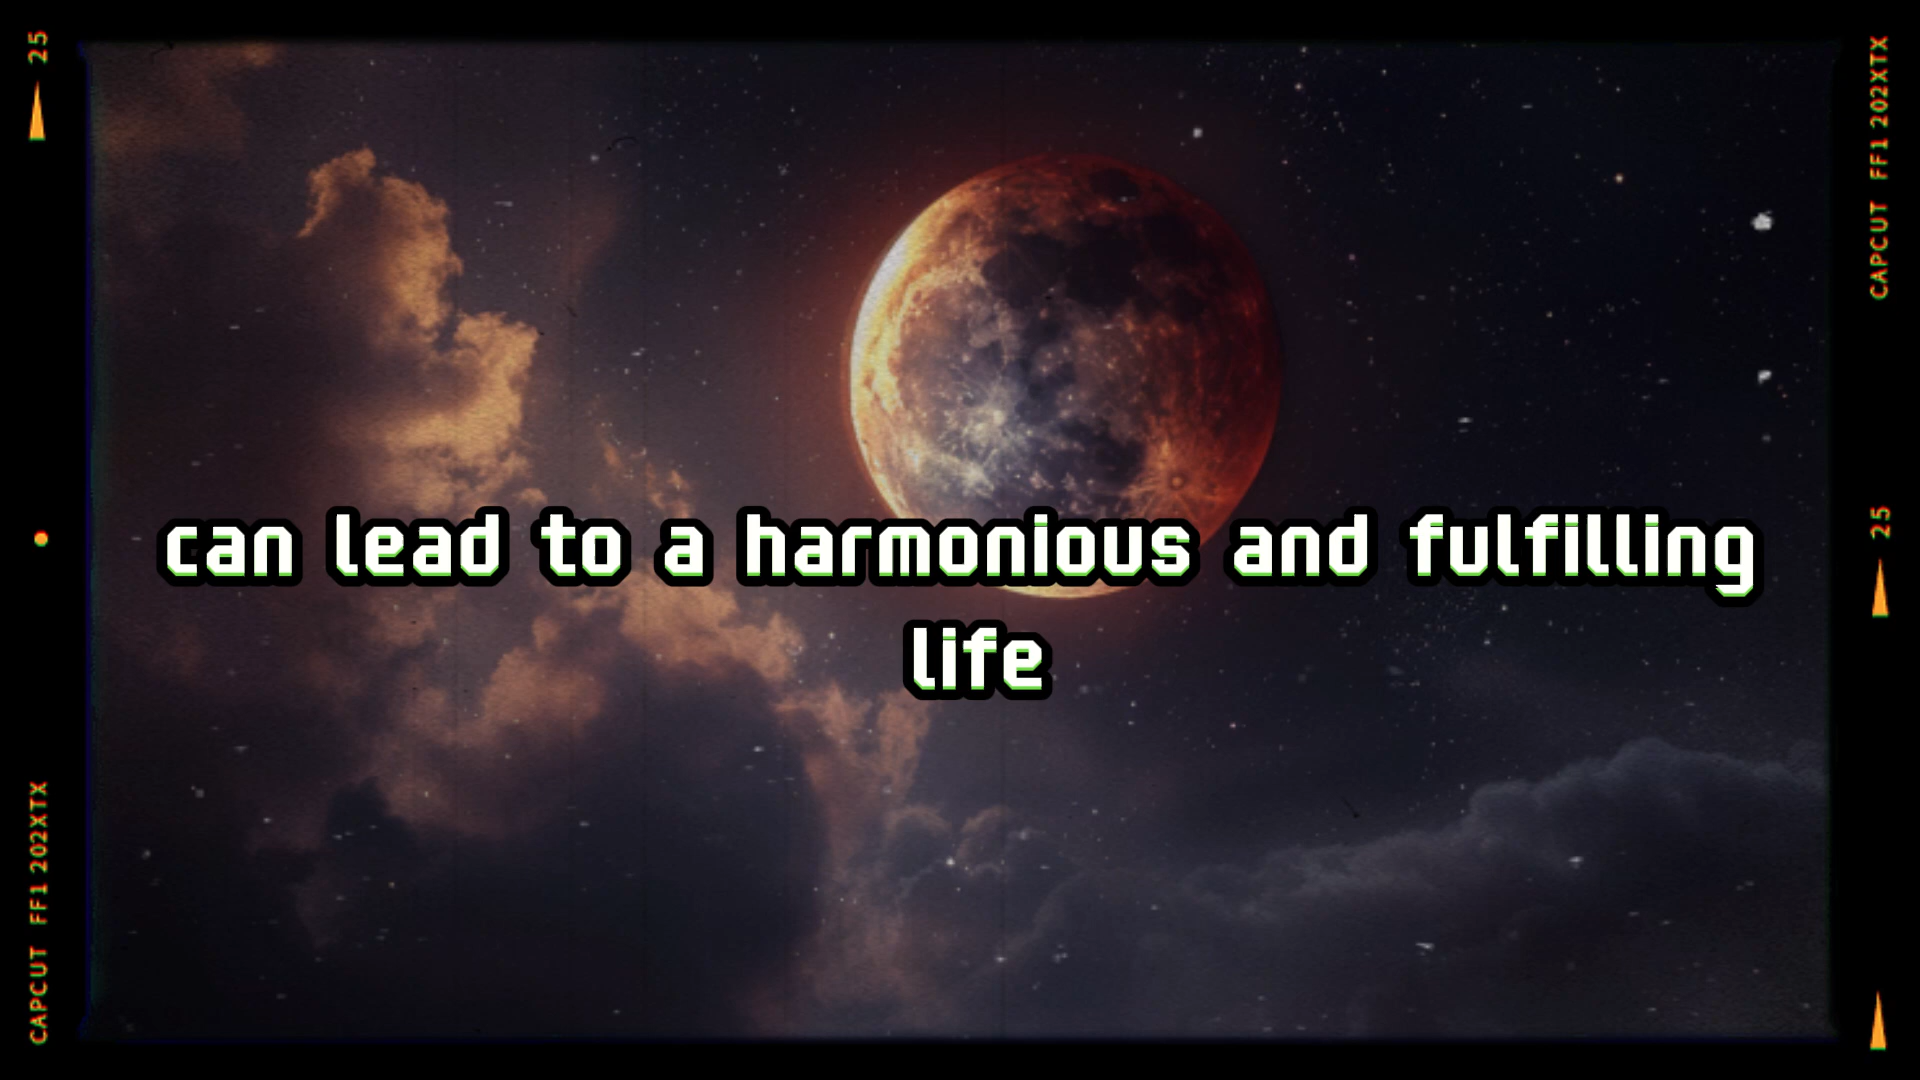 25
CAPCUT FF1 202XTX
can lead to a harmonious and fulfilling
life
25
CAPCUT FF1 202XTX